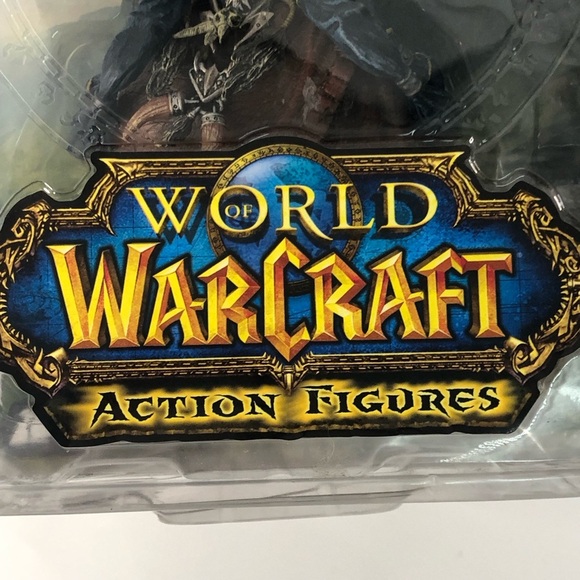 WORLD OF
WARCRAFT
ACTION FIGURES